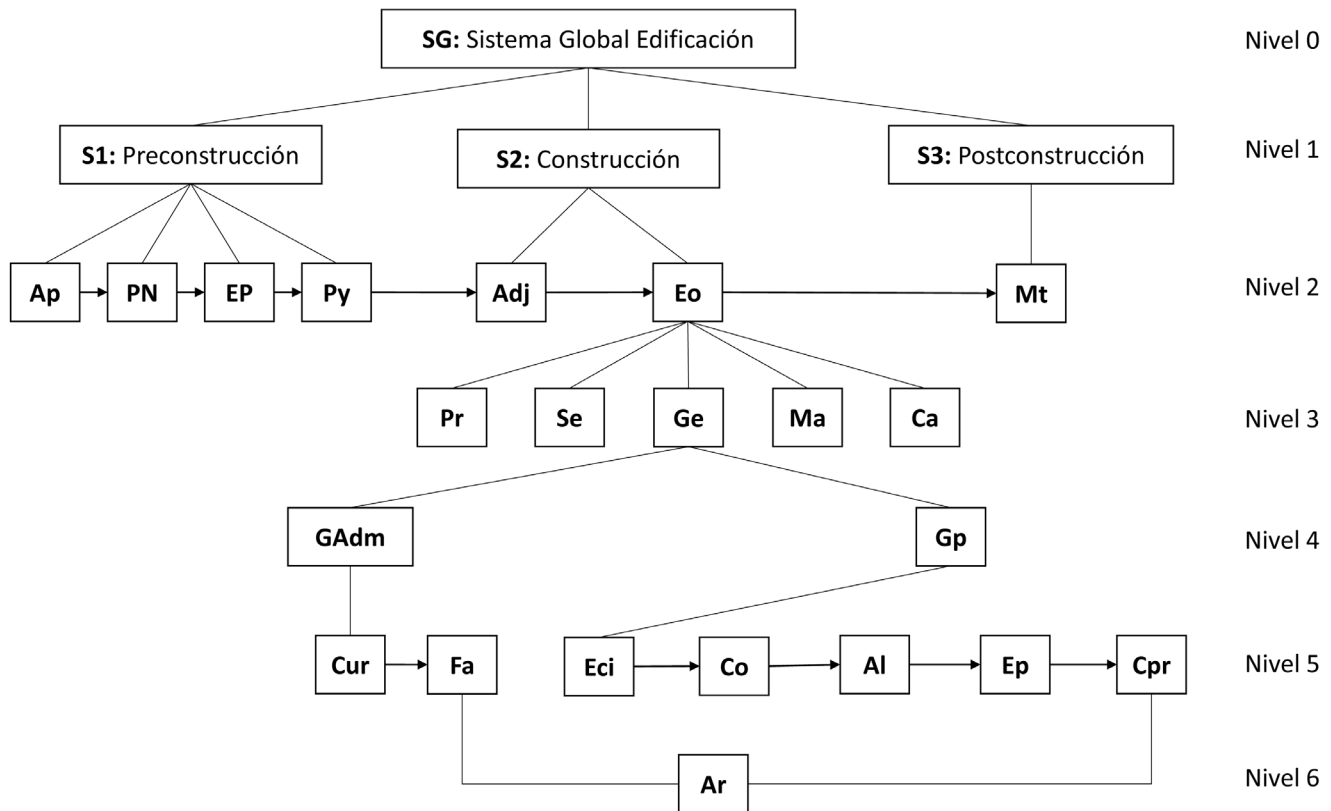 SG: Sistema Global Edificación
Nivel 0
S1: Preconstrucción
S2: Construcción
S3: Postconstrucción
Nivel 1
Ap
PN
EP
Py
Adj
Eo
Mt
Nivel 2
Pr
Se
Ge
Ma
Ca
Nivel 3
GAdm
Gp
Nivel 4
Cur
Fa
Eci
Co
Al
Ep
Cpr
Nivel 5
Ar
Nivel 6